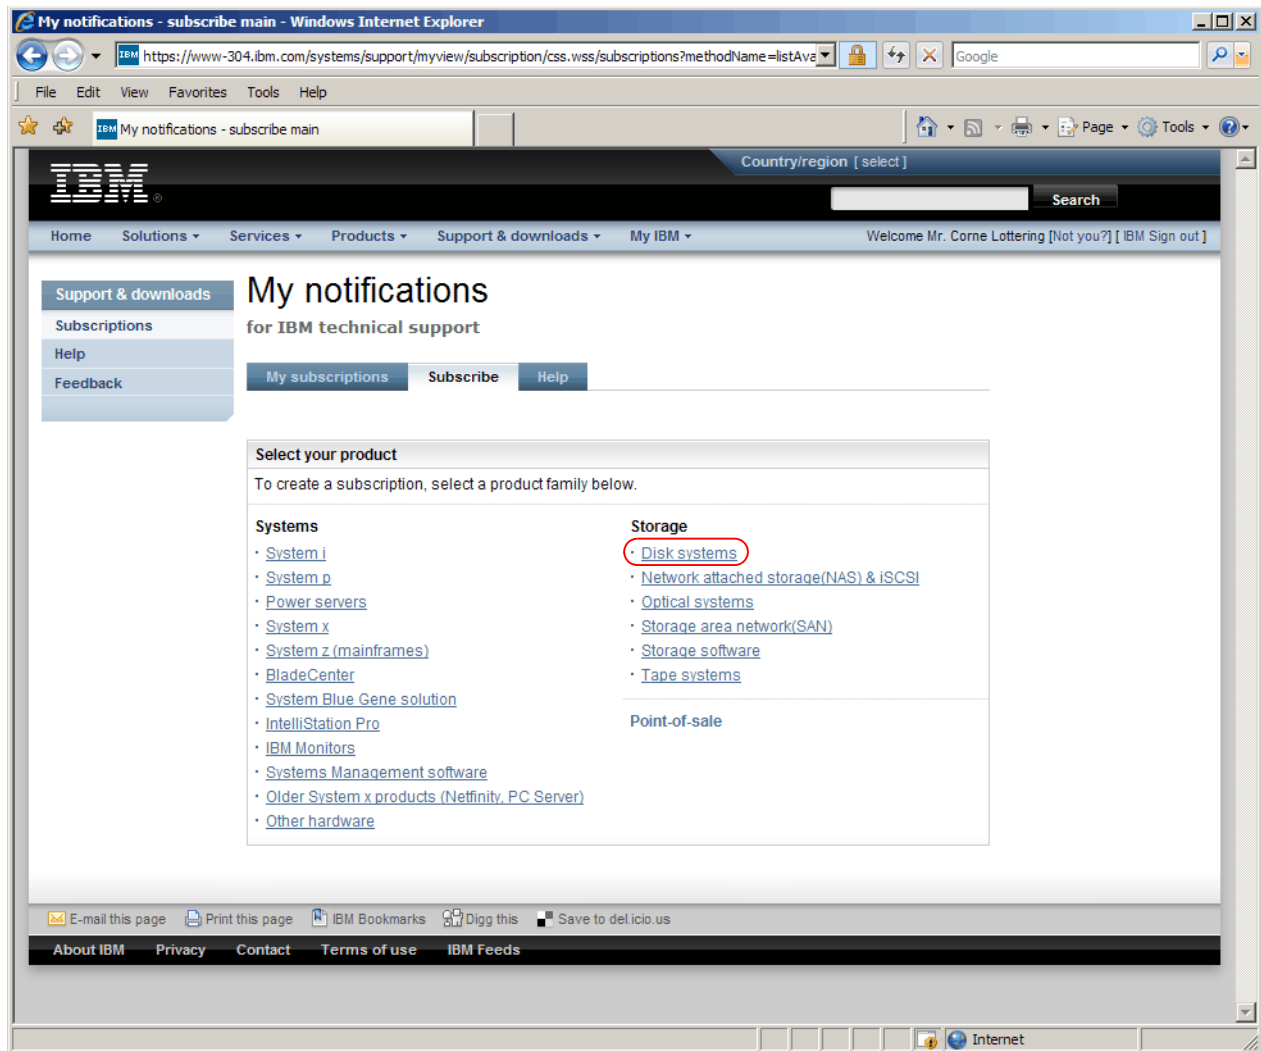 My notifications - subscribe main - Windows Internet Explorer
IBM https://www-304.ibm.com/systems/support/myview/subscription/css.wss/subscriptions?methodName=listAva
Google
File Edit View Favorites Tools Help
IBM My notifications - subscribe main
Page Tools
Country/region [ select ]
IBM ®
Search
Home Solutions Services Products Support & downloads My IBM
Welcome Mr. Corne Lottering [Not you?] [ IBM Sign out ]
Support & downloads
Subscriptions
Help
Feedback
My notifications
for IBM technical support
My subscriptions Subscribe Help
Select your product
To create a subscription, select a product family below.
Systems
· System i
· System p
· Power servers
· System x
· System z (mainframes)
· BladeCenter
· System Blue Gene solution
· IntelliStation Pro
· IBM Monitors
· Systems Management software
· Older System x products (Netfinity, PC Server)
· Other hardware
Storage
· Disk systems
· Network attached storage(NAS) & iSCSI
· Optical systems
· Storage area network(SAN)
· Storage software
· Tape systems
Point-of-sale
E-mail this page Print this page IBM Bookmarks Digg this Save to del.icio.us
About IBM Privacy Contact Terms of use IBM Feeds
Internet